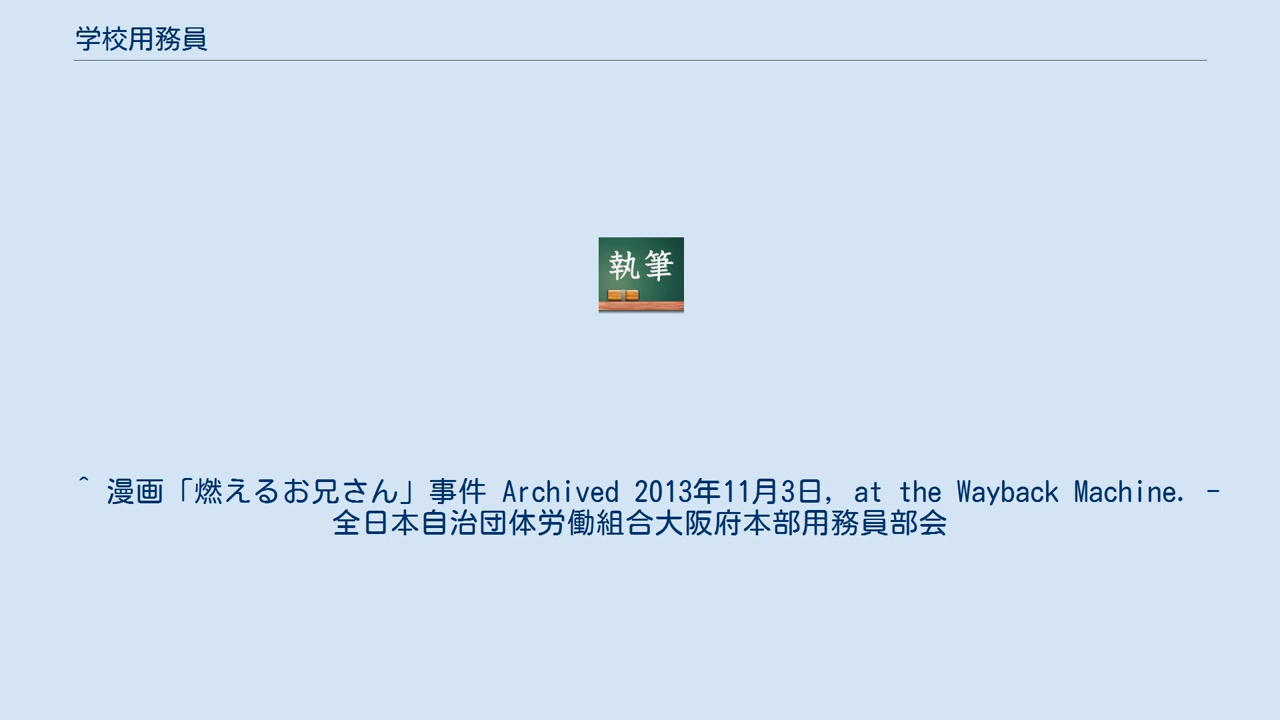 学校用務員
執筆
^ 漫画「燃えるお兄さん」事件 Archived 2013年11月3日, at the Wayback Machine. -
全日本自治団体労働組合大阪府本部用務員部会